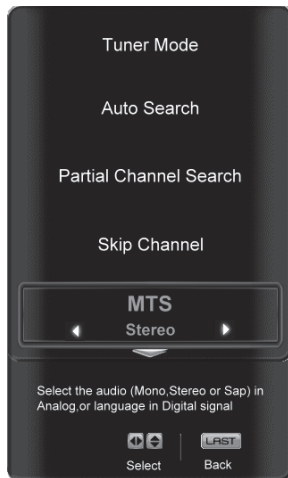 Tuner Mode
Auto Search
Partial Channel Search
Skip Channel
MTS
Stereo
Select the audio (Mono,Stereo or Sap) in
Analog,or language in Digital signal
LAST
Select Back